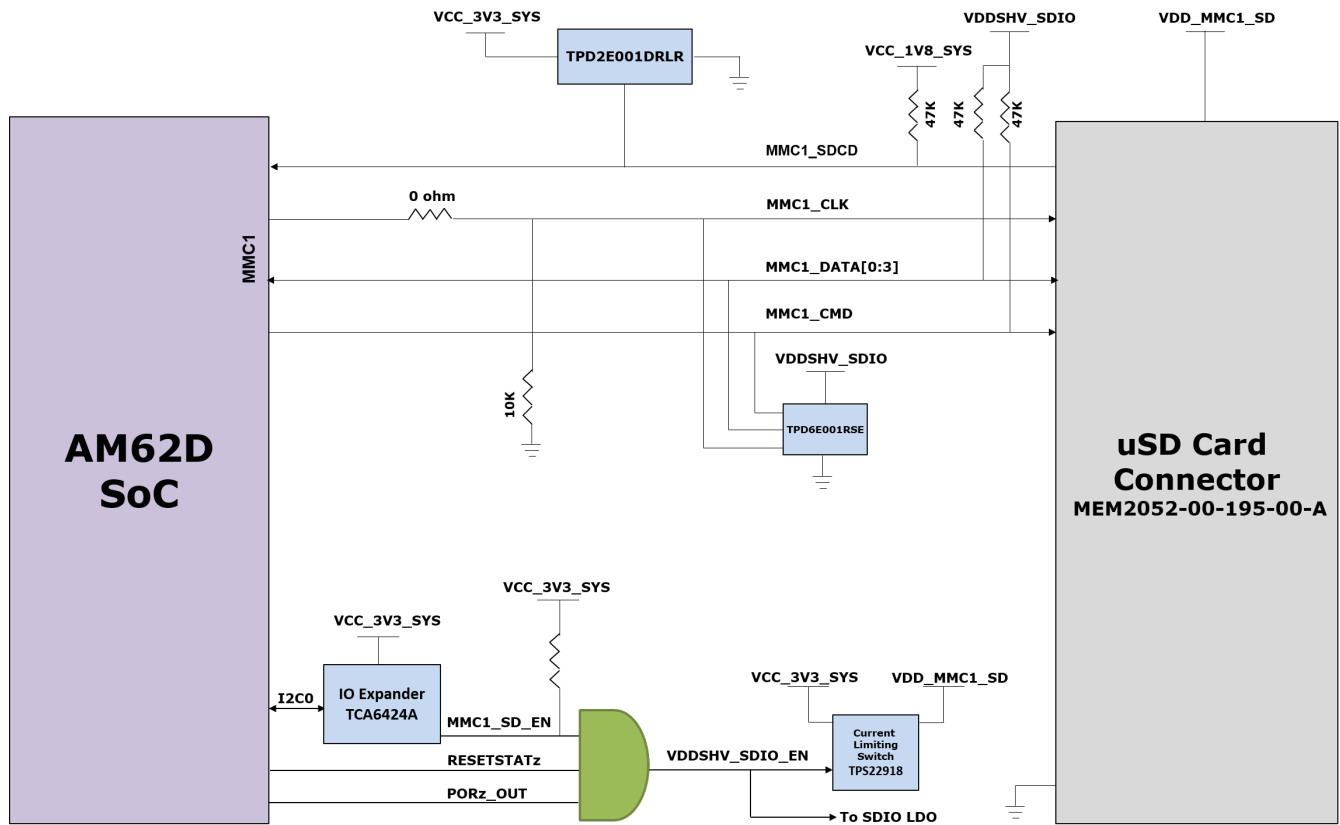 VCC_3V3_SYS
VDDSHV_SDIO
VDD_MMC1_SD
TPD2E001DRLR
VCC_1V8_SYS
47K
47K
47K
MMC1_SDCD
0 ohm
MMC1_CLK
MMC1
MMC1_DATA[0:3]
MMC1_CMD
VDDSHV_SDIO
10K
TPD6E001RSE
AM62D
SoC
uSD Card
Connector
MEM2052-00-195-00-A
VCC_3V3_SYS
VCC_3V3_SYS
I2C0
IO Expander
TCA6424A
MMC1_SD_EN
RESETSTATz
PORz_OUT
VDDSHV_SDIO_EN
VCC_3V3_SYS
VDD_MMC1_SD
Current
Limiting
Switch
TPS22918
To SDIO LDO